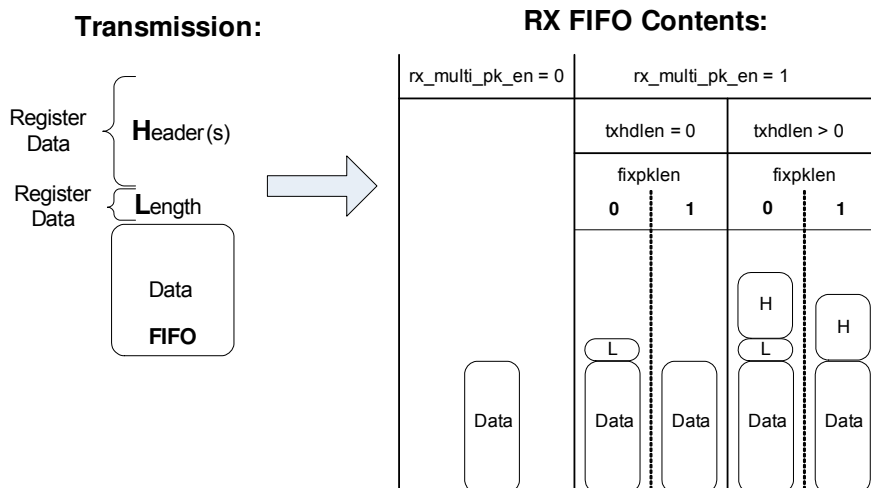 Transmission:
RX FIFO Contents:
Register
Data
Header(s)
Register
Data
Length
Data
FIFO
rx_multi_pk_en = 0
rx_multi_pk_en = 1
txhdlen = 0
txhdlen > 0
fixpklen
fixpklen
0
1
0
1
H
H
L
L
Data
Data
Data
Data
Data